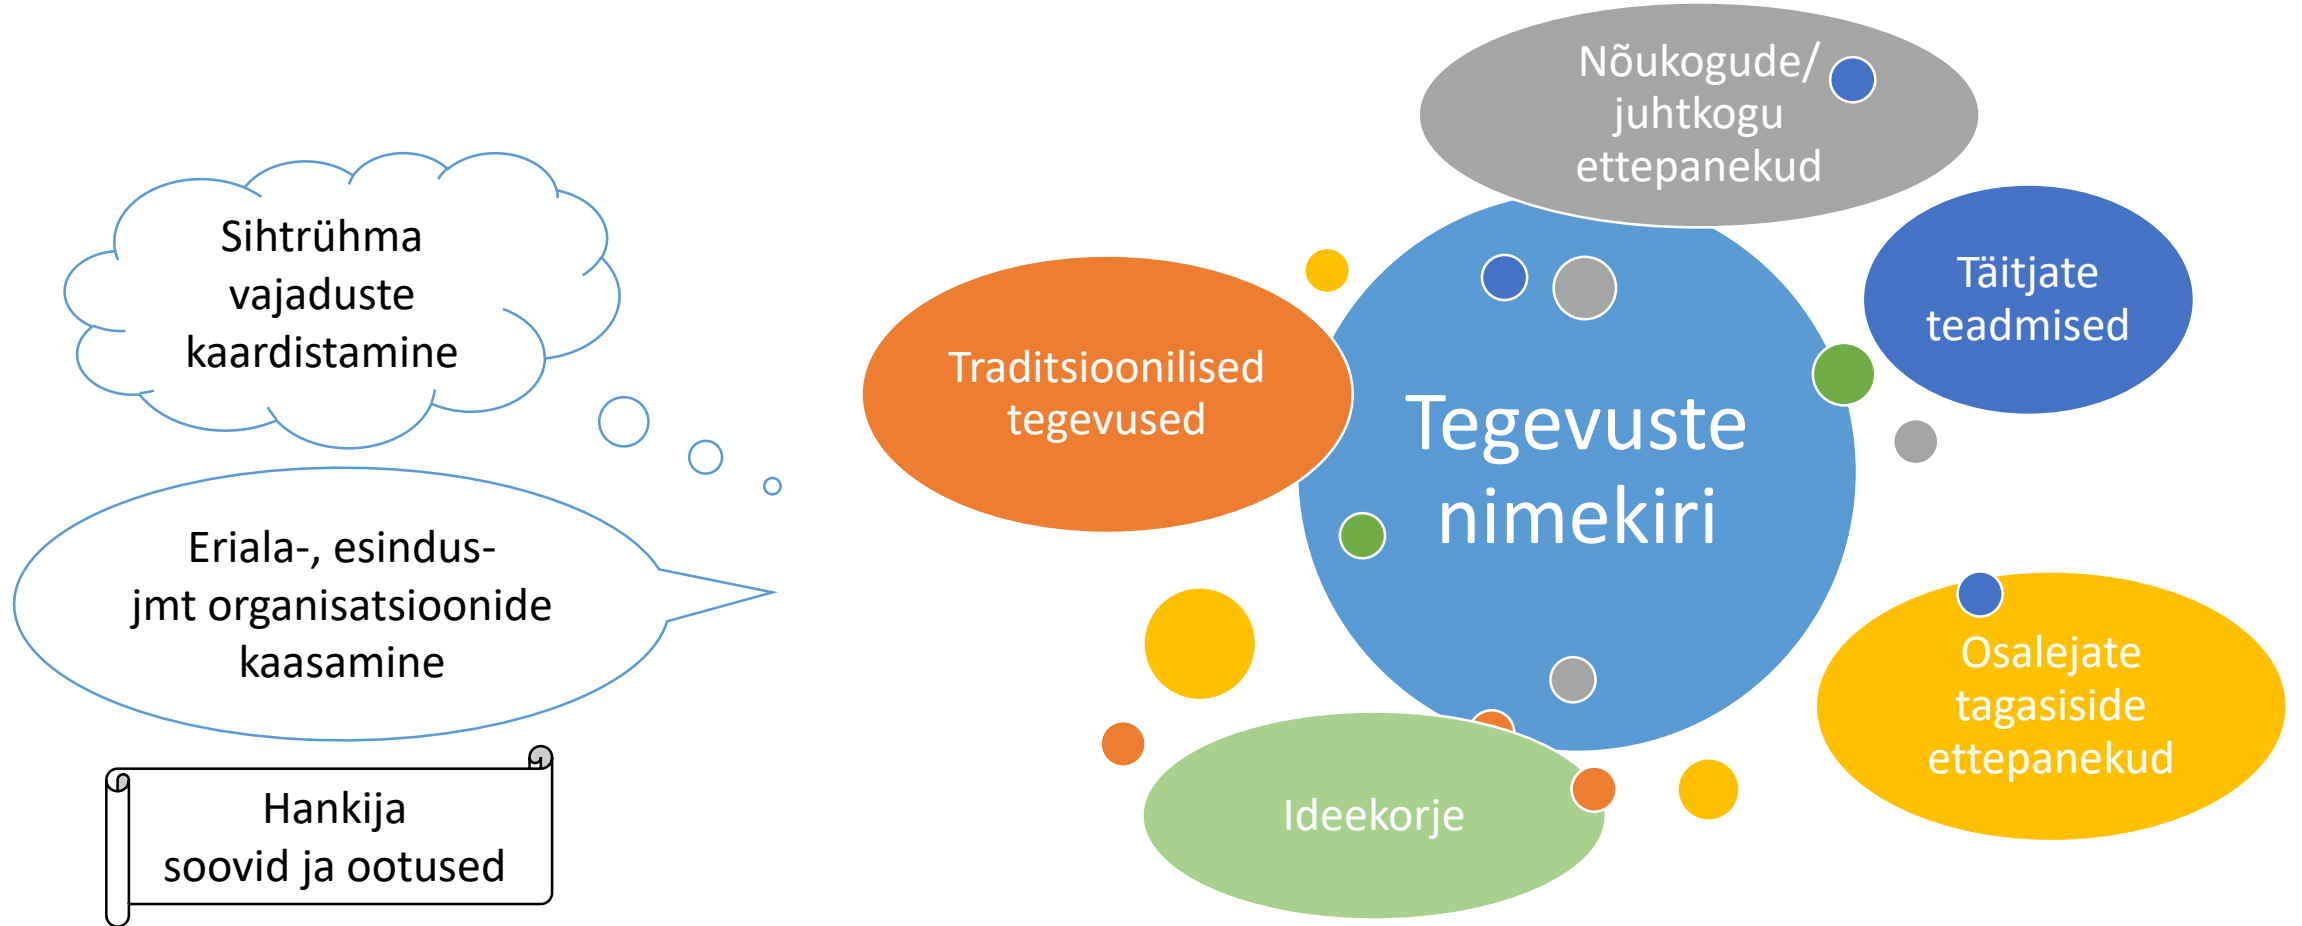 Sihtrühma
vajaduste
kaardistamine
Eriala-, esindus-
jmt organisatsioonide
kaasamine
Hankija
soovid ja ootused
Nõukogude/
juhtkogu
ettepanekud
Täitjate
teadmised
Traditsioonilised
tegevused
Tegevuste
nimekiri
Osalejate
tagasiside
ettepanekud
Ideekorje